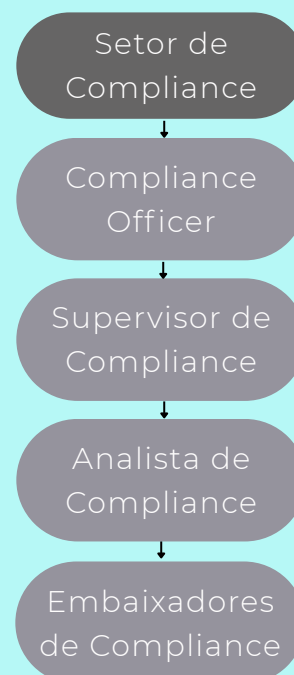 Setor de
Compliance
Compliance
Officer
Supervisor de
Compliance
Analista de
Compliance
Embaixadores
de Compliance